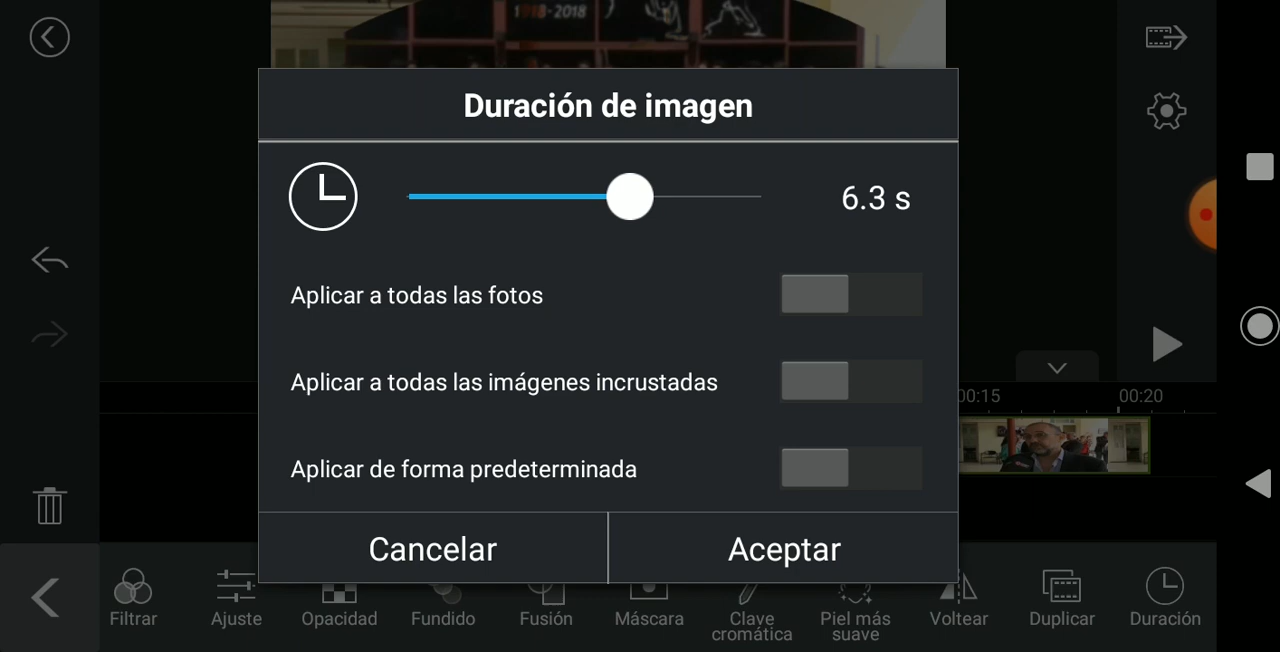 1918-2018
Duración de imagen
6.3 s
Aplicar a todas las fotos
Aplicar a todas las imágenes incrustadas
Aplicar de forma predeterminada
00:15
00:20
Cancelar
Aceptar
Filtrar
Ajuste
Opacidad
Fundido
Fusión
Máscara
Clave
cromática
Piel más
suave
Voltear
Duplicar
Duración